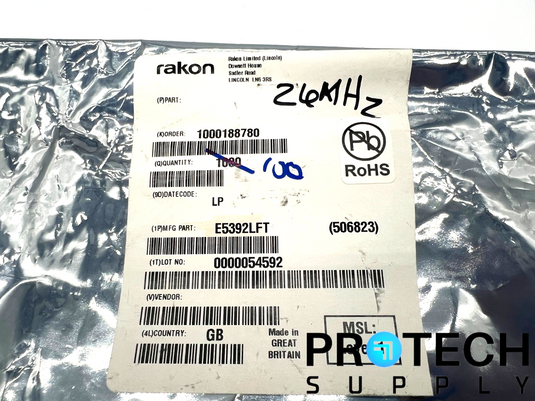 rakon
Rakon Limited (Lincoln)
Dowsett House
Sadler Road
LINCOLN LN6 3RS
(P)PART:
26MHz
(K)ORDER: 1000188780
(Q)QUANTITY: 1000 100
Pb
RoHS
(9D)DATECODE:
LP
(1P)MFG PART: E5392LFT (506823)
(1T)LOT NO: 0000054592
(V)VENDOR:
(4L)COUNTRY: GB
Made in
GREAT
BRITAIN
MSL:
PROTECH
SUPPLY